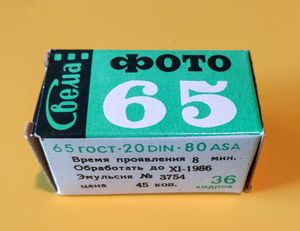 Свема
ФОТО
65
65 ГОСТ·20 DIN·80 ASA
Время проявления 8 мин.
Обработать до XI-1986
Эмульсия № 3754
цена 45 коп.
36
кадров